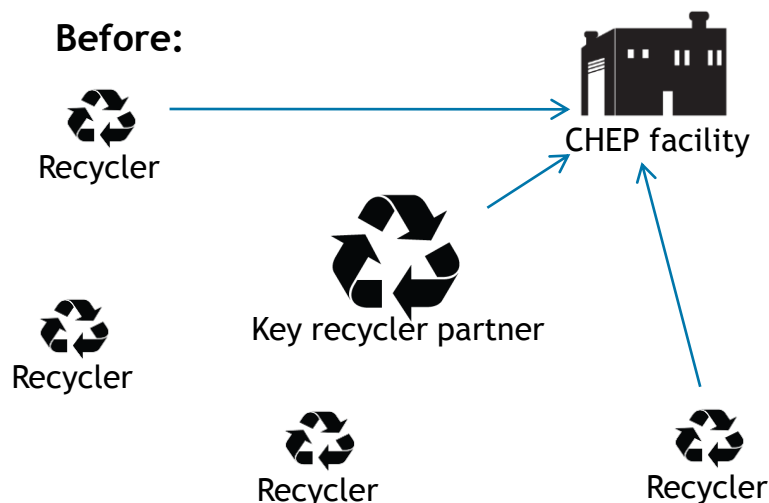 Before:
CHEP facility
Recycler
Key recycler partner
Recycler
Recycler
Recycler